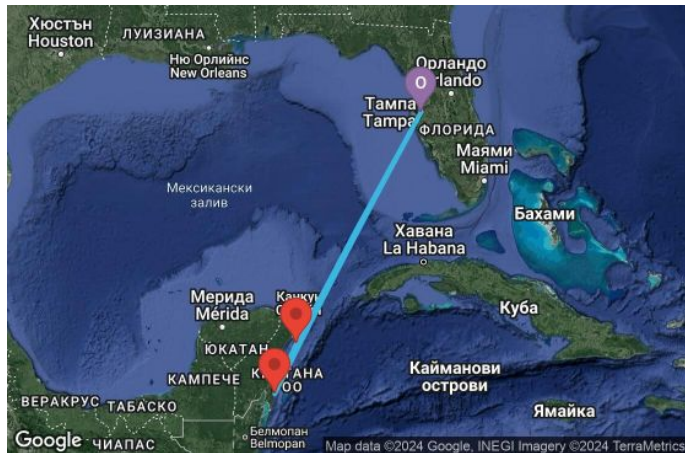 Хюстън
Houston
ЛУИЗИАНА
Ню Орлийнс
New Orleans
Орландо
Orlando
O
Тампа
Tampa
ФЛОРИДА
Маями
Miami
Мексикански
залив
Бахами
Хавана
La Habana
Мерида
Mérida
Куба
ЮКАТАН
КАМПЕЧЕ
ОО
Кайманови
острови
ВЕРАКРУС
ТАБАСКО
Ямайка
Белмопан
Belmopan
ЧИАПАС
Google
Map data ©2024 Google, INEGI Imagery ©2024 TerraMetrics